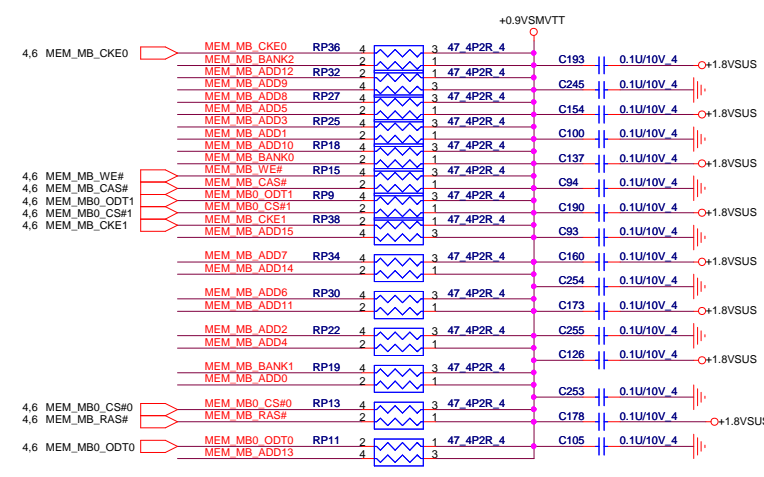 +0.9VSMVTT
4,6 MEM_MB_CKE0 MEM_MB_CKE0 RP36 4 3 47_4P2R_4
MEM_MB_BANK2 2 1 C193 0.1U/10V_4 +1.8VSUS
MEM_MB_ADD12 RP32 2 1 47_4P2R_4
MEM_MB_ADD9 4 3 C245 0.1U/10V_4
MEM_MB_ADD8 RP27 4 3 47_4P2R_4
MEM_MB_ADD5 2 1 C154 0.1U/10V_4 +1.8VSUS
MEM_MB_ADD3 RP25 4 3 47_4P2R_4
MEM_MB_ADD1 2 1 C100 0.1U/10V_4
MEM_MB_ADD10 RP18 4 3 47_4P2R_4
MEM_MB_BANK0 2 1 C137 0.1U/10V_4 +1.8VSUS
4,6 MEM_MB_WE# MEM_MB_WE# RP15 4 3 47_4P2R_4
4,6 MEM_MB_CAS# MEM_MB_CAS# 2 1 C94 0.1U/10V_4
4,6 MEM_MB0_ODT1 MEM_MB0_ODT1 RP9 4 3 47_4P2R_4
4,6 MEM_MB0_CS#1 MEM_MB0_CS#1 2 1 C190 0.1U/10V_4 +1.8VSUS
4,6 MEM_MB_CKE1 MEM_MB_CKE1 RP38 2 1 47_4P2R_4
MEM_MB_ADD15 4 3 C93 0.1U/10V_4
MEM_MB_ADD7 RP34 4 3 47_4P2R_4 C160 0.1U/10V_4 +1.8VSUS
MEM_MB_ADD14 2 1
C254 0.1U/10V_4
MEM_MB_ADD6 RP30 4 3 47_4P2R_4
MEM_MB_ADD11 2 1 C173 0.1U/10V_4 +1.8VSUS
MEM_MB_ADD2 RP22 4 3 47_4P2R_4 C255 0.1U/10V_4
MEM_MB_ADD4 2 1
C126 0.1U/10V_4 +1.8VSUS
MEM_MB_BANK1 RP19 4 3 47_4P2R_4
MEM_MB_ADD0 2 1
C253 0.1U/10V_4
4,6 MEM_MB0_CS#0 MEM_MB0_CS#0 RP13 4 3 47_4P2R_4
4,6 MEM_MB_RAS# MEM_MB_RAS# 2 1 C178 0.1U/10V_4 +1.8VSUS
4,6 MEM_MB0_ODT0 MEM_MB0_ODT0 RP11 2 1 47_4P2R_4 C105 0.1U/10V_4
MEM_MB_ADD13 4 3